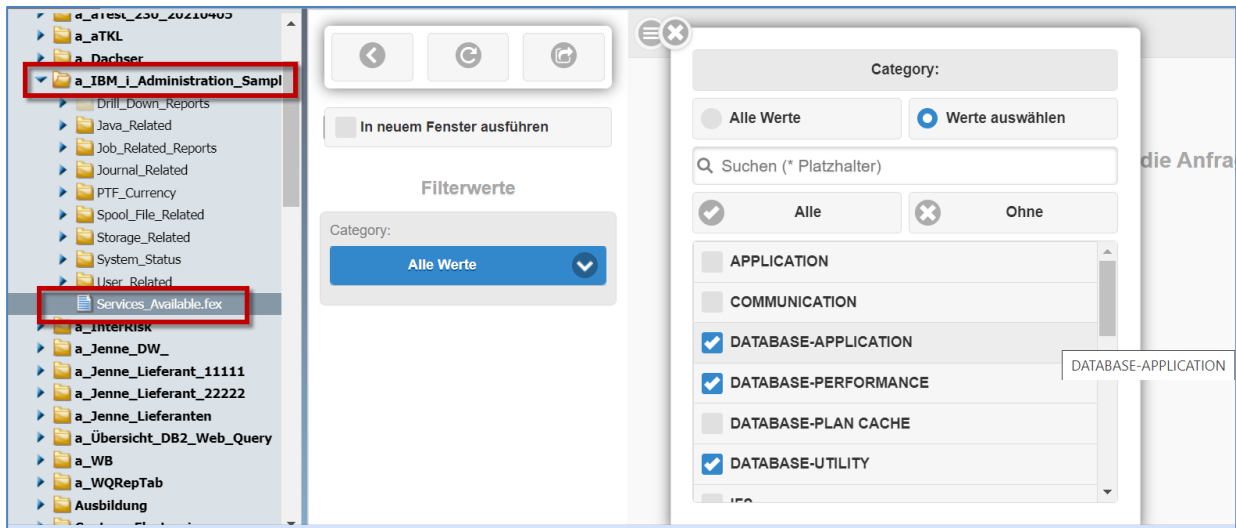 a_aTest_230_20210405
a_aTKL
a_Dachser
a_IBM_i_Administration_Sampl
Drill_Down_Reports
Java_Related
Job_Related_Reports
Journal_Related
PTF_Currency
Spool_File_Related
Storage_Related
System_Status
User_Related
Services_Available.fex
a_InterRisk
a_Jenne_DW_
a_Jenne_Lieferant_11111
a_Jenne_Lieferant_22222
a_Jenne_Lieferanten
a_Übersicht_DB2_Web_Query
a_WB
a_WQRepTab
Ausbildung
In neuem Fenster ausführen
Filterwerte
Category:
Alle Werte
Category:
Alle Werte
Werte auswählen
Suchen (* Platzhalter)
Alle
Ohne
APPLICATION
COMMUNICATION
DATABASE-APPLICATION
DATABASE-PERFORMANCE
DATABASE-PLAN CACHE
DATABASE-UTILITY
DATABASE-APPLICATION
die Anfra